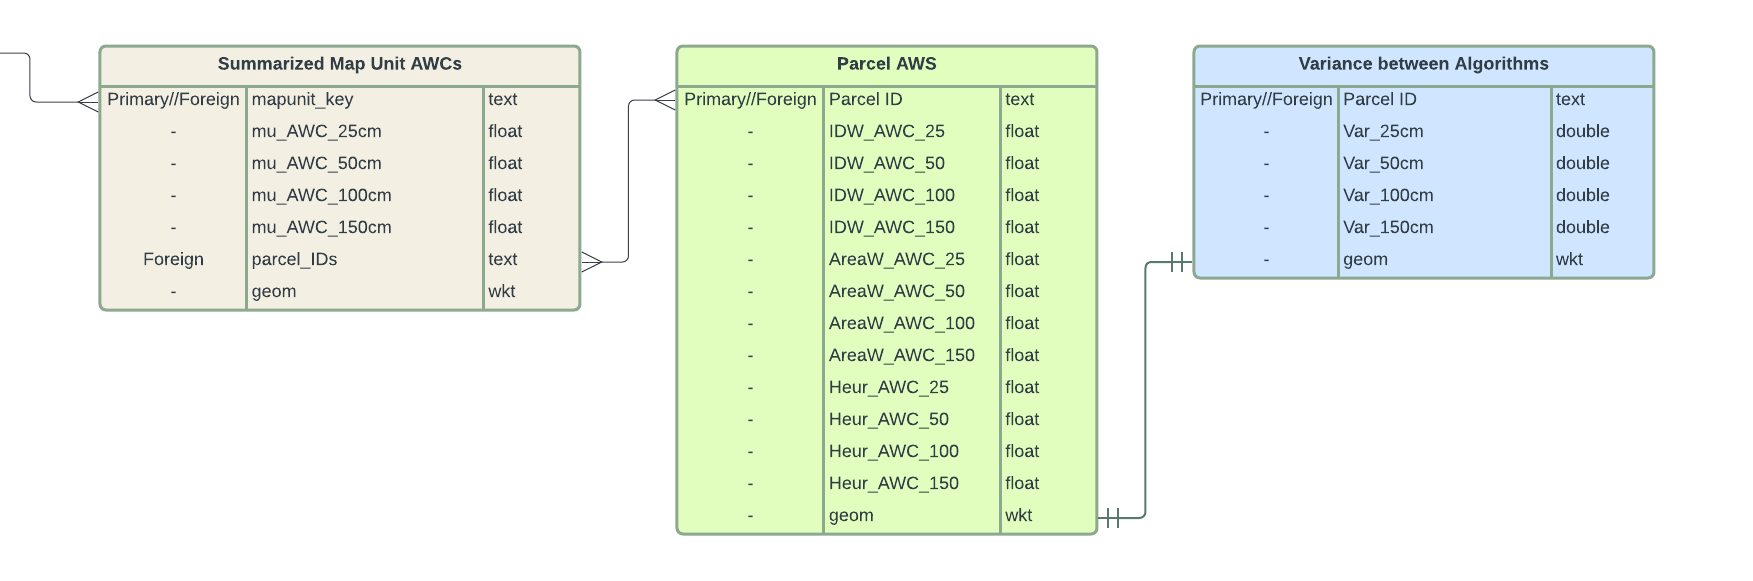 Summarized Map Unit AWCs
Primary//Foreign mapunit_key text
- mu_AWC_25cm float
- mu_AWC_50cm float
- mu_AWC_100cm float
- mu_AWC_150cm float
Foreign parcel_IDs text
- geom wkt
Parcel AWS
Primary//Foreign Parcel ID text
- IDW_AWC_25 float
- IDW_AWC_50 float
- IDW_AWC_100 float
- IDW_AWC_150 float
- AreaW_AWC_25 float
- AreaW_AWC_50 float
- AreaW_AWC_100 float
- AreaW_AWC_150 float
- Heur_AWC_25 float
- Heur_AWC_50 float
- Heur_AWC_100 float
- Heur_AWC_150 float
- geom wkt
Variance between Algorithms
Primary//Foreign Parcel ID text
- Var_25cm double
- Var_50cm double
- Var_100cm double
- Var_150cm double
- geom wkt